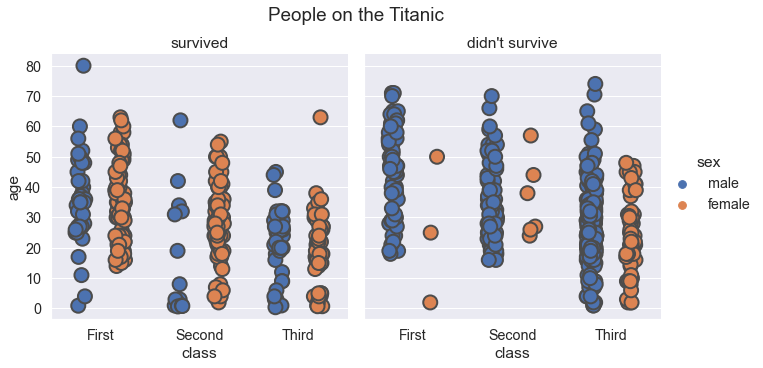 People on the Titanic
survived
didn't survive
80
70
60
50
40
30
20
10
0
age
First
Second
Third
class
First
Second
Third
class
sex
male
female